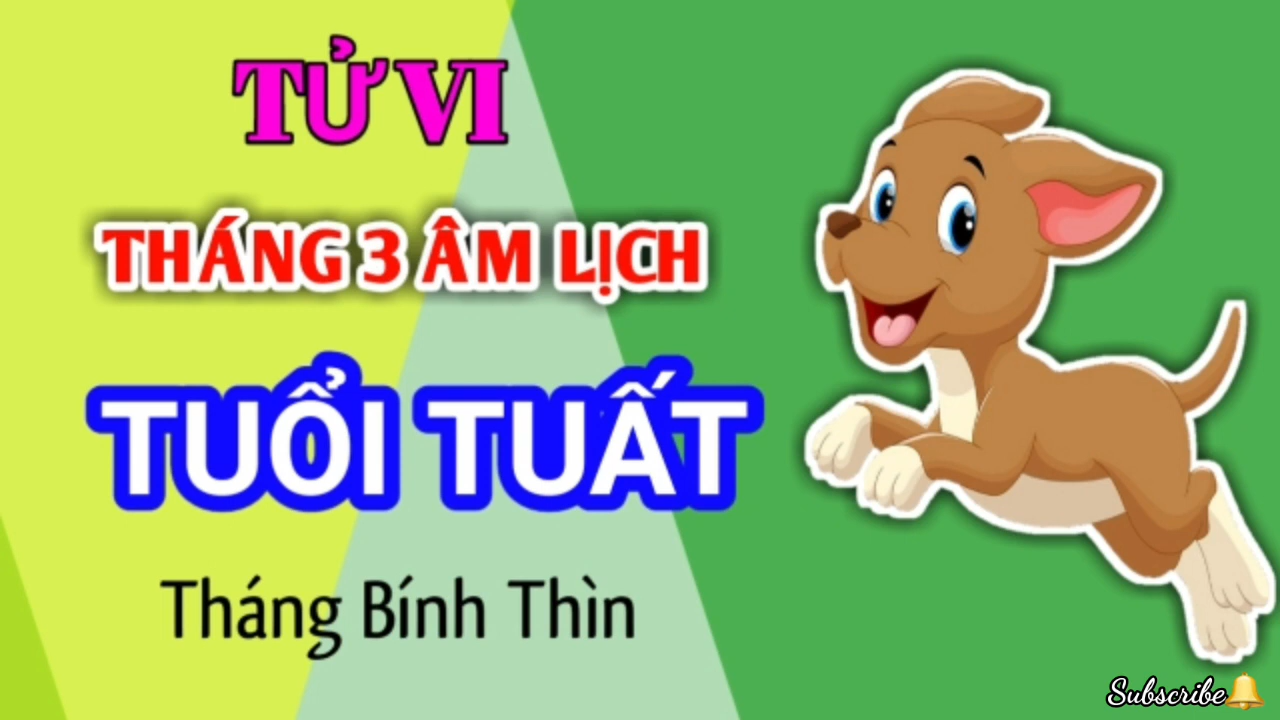 TỬ VI
THÁNG 3 ÂM LỊCH
TUỔI TUẤT
Tháng Bính Thìn
Subscribe